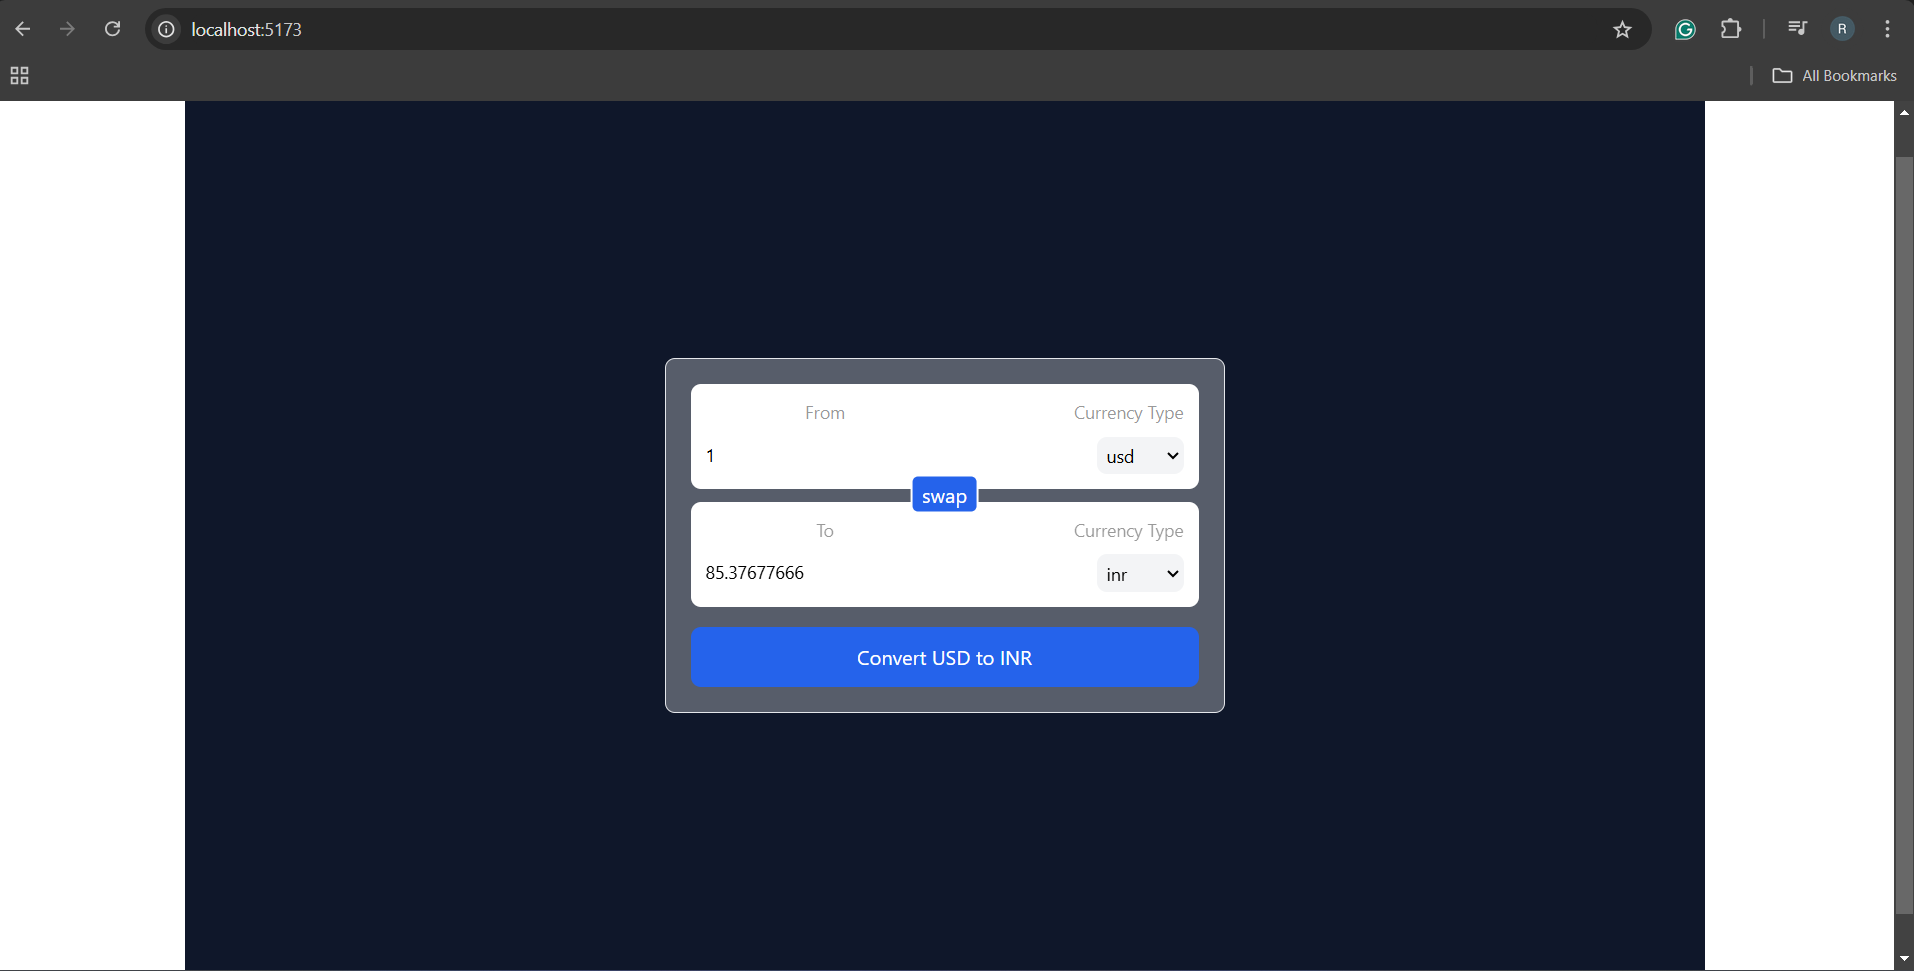 localhost:5173
R
All Bookmarks
From
Currency Type
1
usd
swap
To
Currency Type
85.37677666
inr
Convert USD to INR